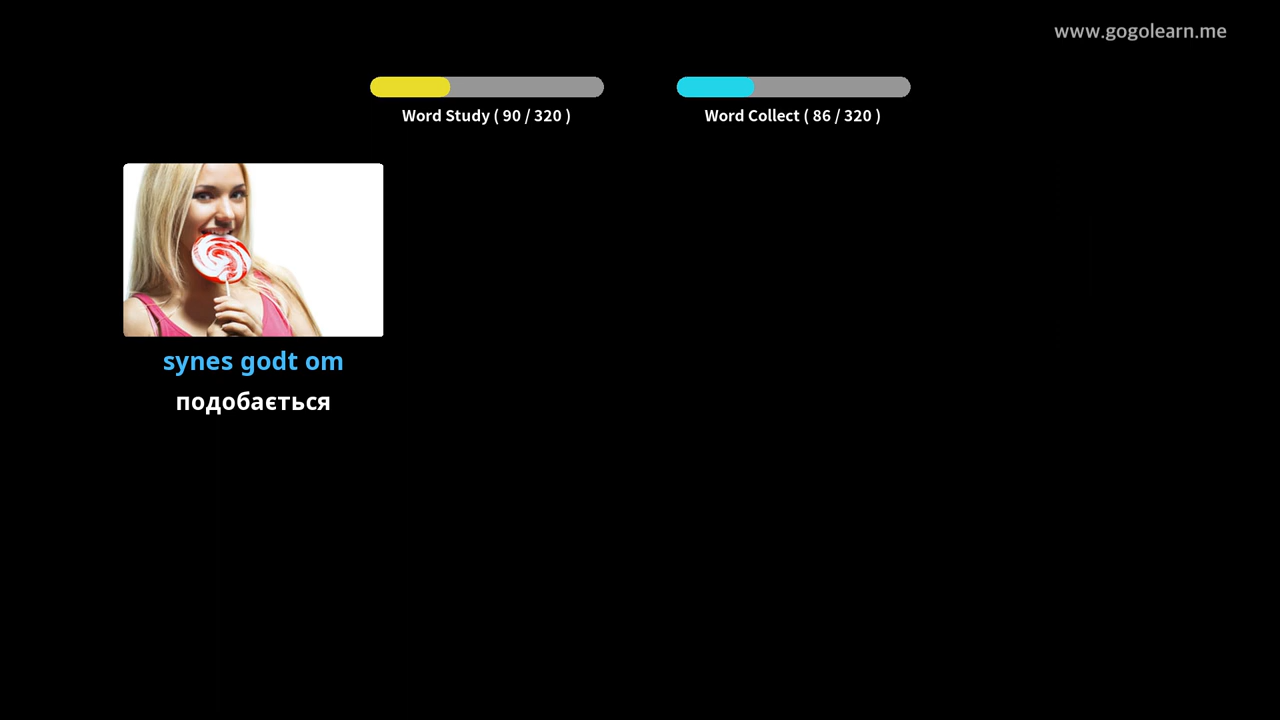 www.gogolearn.me
Word Study ( 90 / 320 )
Word Collect ( 86 / 320 )
synes godt om
подобається